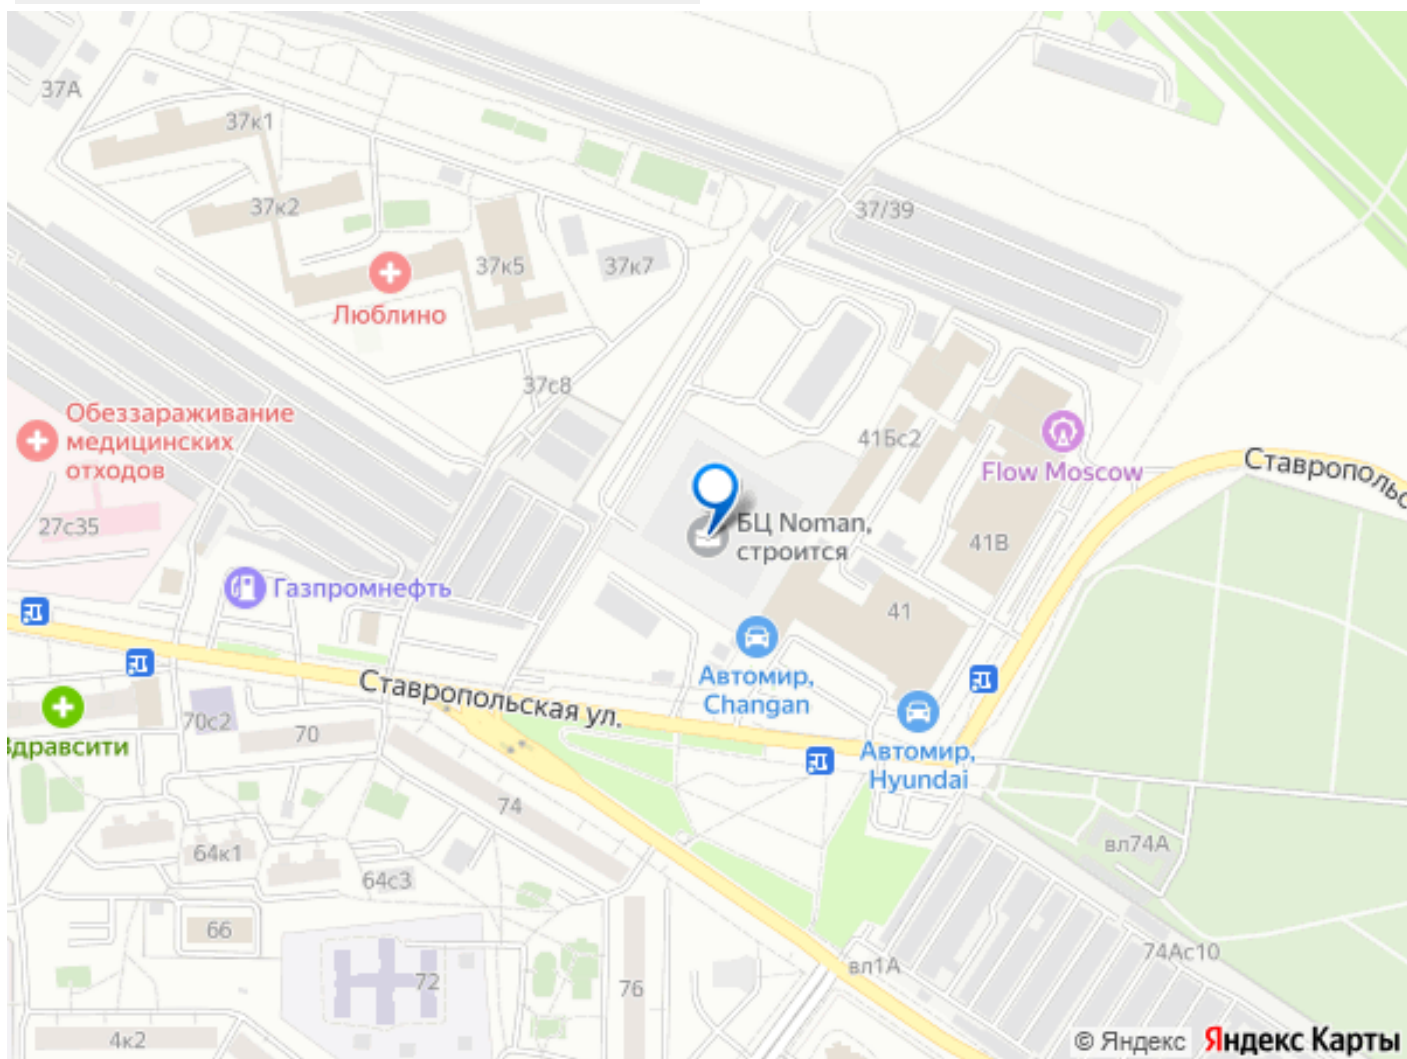 37А
37к1
37к2
37/39
37к5
37к7
Люблино
37с8
Обеззараживание
медицинских
отходов
41Бс2
Flow Moscow
Ставропольс
27с35
БЦ Noman,
строится
41В
Газпромнефть
41
Автомир,
Changan
Ставропольская ул.
70с2
70
Здравсити
Автомир,
Hyundai
74
64к1
64с3
вл74А
66
72
76
вл1А
74Ас10
4к2
© Яндекс Яндекс Карты